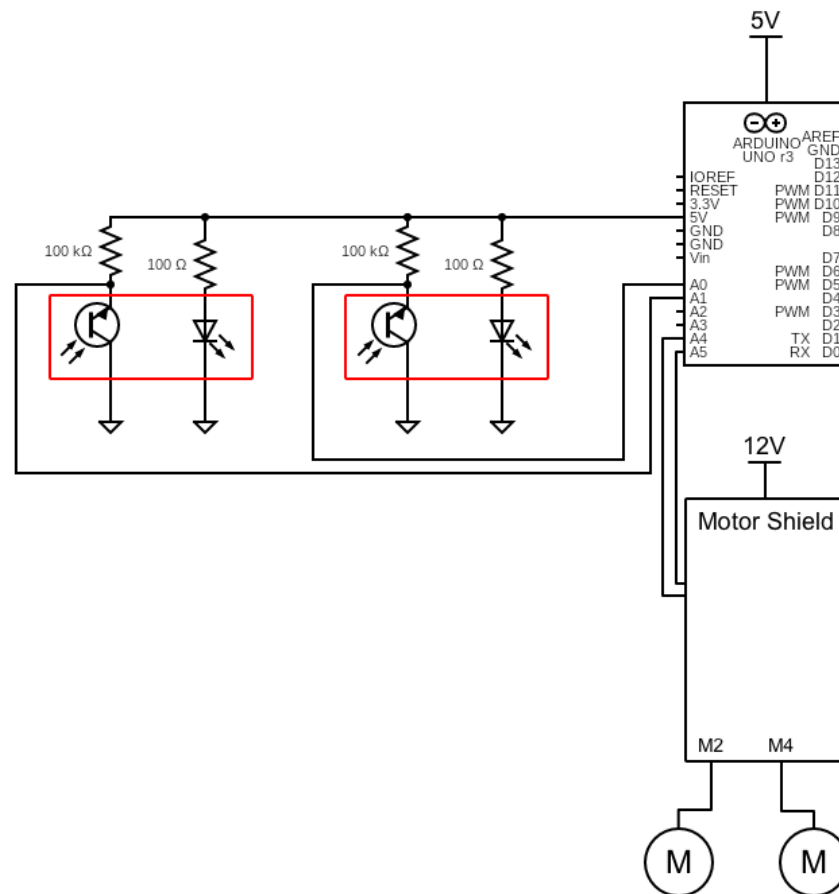 5V
ARDUINO
UNO r3
AREF
GND
D13
IOREF
D12
RESET
PWM D11
3.3V
PWM D10
5V
PWM D9
GND
D8
GND
Vin
D7
PWM D6
A0
PWM D5
A1
D4
A2
PWM D3
A3
D2
A4
TX D1
A5
RX D0
100 kΩ
100 Ω
100 kΩ
100 Ω
12V
Motor Shield
M2 M4
M M